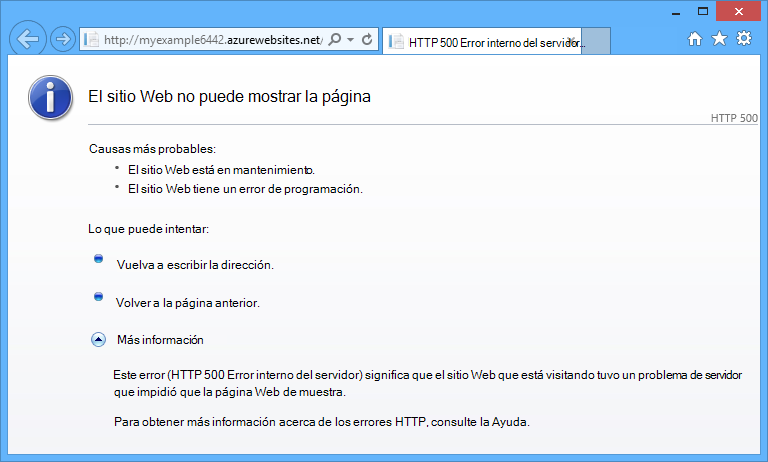 http://myexample6442.azurewebsites.net/
HTTP 500 Error interno del servidor...
El sitio Web no puede mostrar la página
HTTP 500
Causas más probables:
El sitio Web está en mantenimiento.
El sitio Web tiene un error de programación.
Lo que puede intentar:
Vuelva a escribir la dirección.
Volver a la página anterior.
Más información
Este error (HTTP 500 Error interno del servidor) significa que el sitio Web que está visitando tuvo un problema de servidor
que impidió que la página Web de muestra.
Para obtener más información acerca de los errores HTTP, consulte la Ayuda.